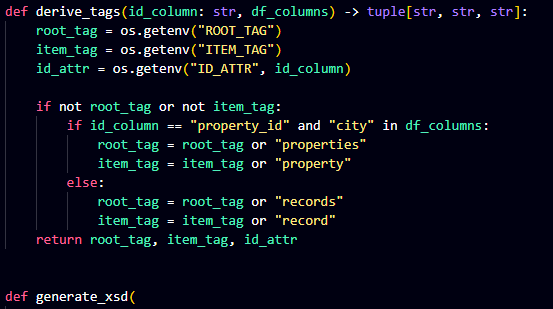 def derive_tags(id_column: str, df_columns) -> tuple[str, str, str]:
    root_tag = os.getenv("ROOT_TAG")
    item_tag = os.getenv("ITEM_TAG")
    id_attr = os.getenv("ID_ATTR", id_column)

    if not root_tag or not item_tag:
        if id_column == "property_id" and "city" in df_columns:
            root_tag = root_tag or "properties"
            item_tag = item_tag or "property"
        else:
            root_tag = root_tag or "records"
            item_tag = item_tag or "record"
    return root_tag, item_tag, id_attr


def generate_xsd(